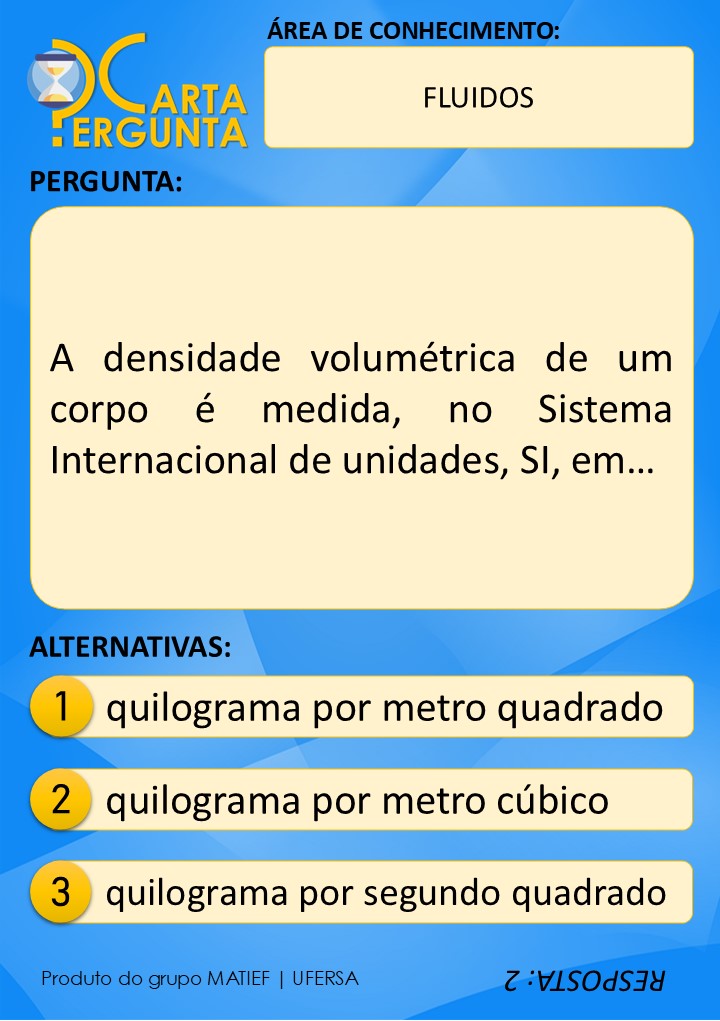 ÁREA DE CONHECIMENTO:
CARTA
PERGUNTA
FLUIDOS
PERGUNTA:
A densidade volumétrica de um
corpo é medida, no Sistema
Internacional de unidades, SI, em...
ALTERNATIVAS:
1 quilograma por metro quadrado
2 quilograma por metro cúbico
3 quilograma por segundo quadrado
Produto do grupo MATIEF | UFERSA
RESPOSTA: 2